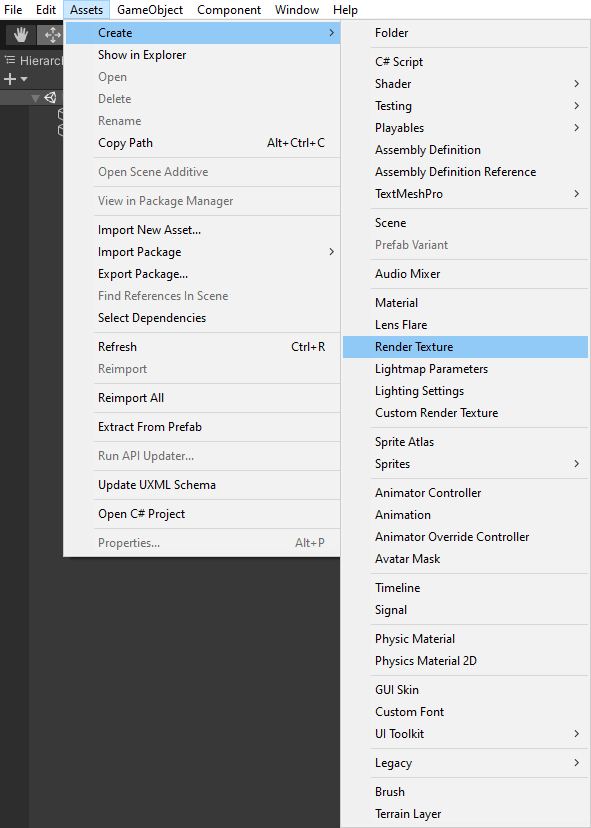 File Edit Assets GameObject Component Window Help
Hierarc
Create
Show in Explorer
Open
Delete
Rename
Copy Path Alt+Ctrl+C
Open Scene Additive
View in Package Manager
Import New Asset...
Import Package
Export Package...
Find References In Scene
Select Dependencies
Refresh Ctrl+R
Reimport
Reimport All
Extract From Prefab
Run API Updater...
Update UXML Schema
Open C# Project
Properties... Alt+P
Folder
C# Script
Shader
Testing
Playables
Assembly Definition
Assembly Definition Reference
TextMeshPro
Scene
Prefab Variant
Audio Mixer
Material
Lens Flare
Render Texture
Lightmap Parameters
Lighting Settings
Custom Render Texture
Sprite Atlas
Sprites
Animator Controller
Animation
Animator Override Controller
Avatar Mask
Timeline
Signal
Physic Material
Physics Material 2D
GUI Skin
Custom Font
UI Toolkit
Legacy
Brush
Terrain Layer